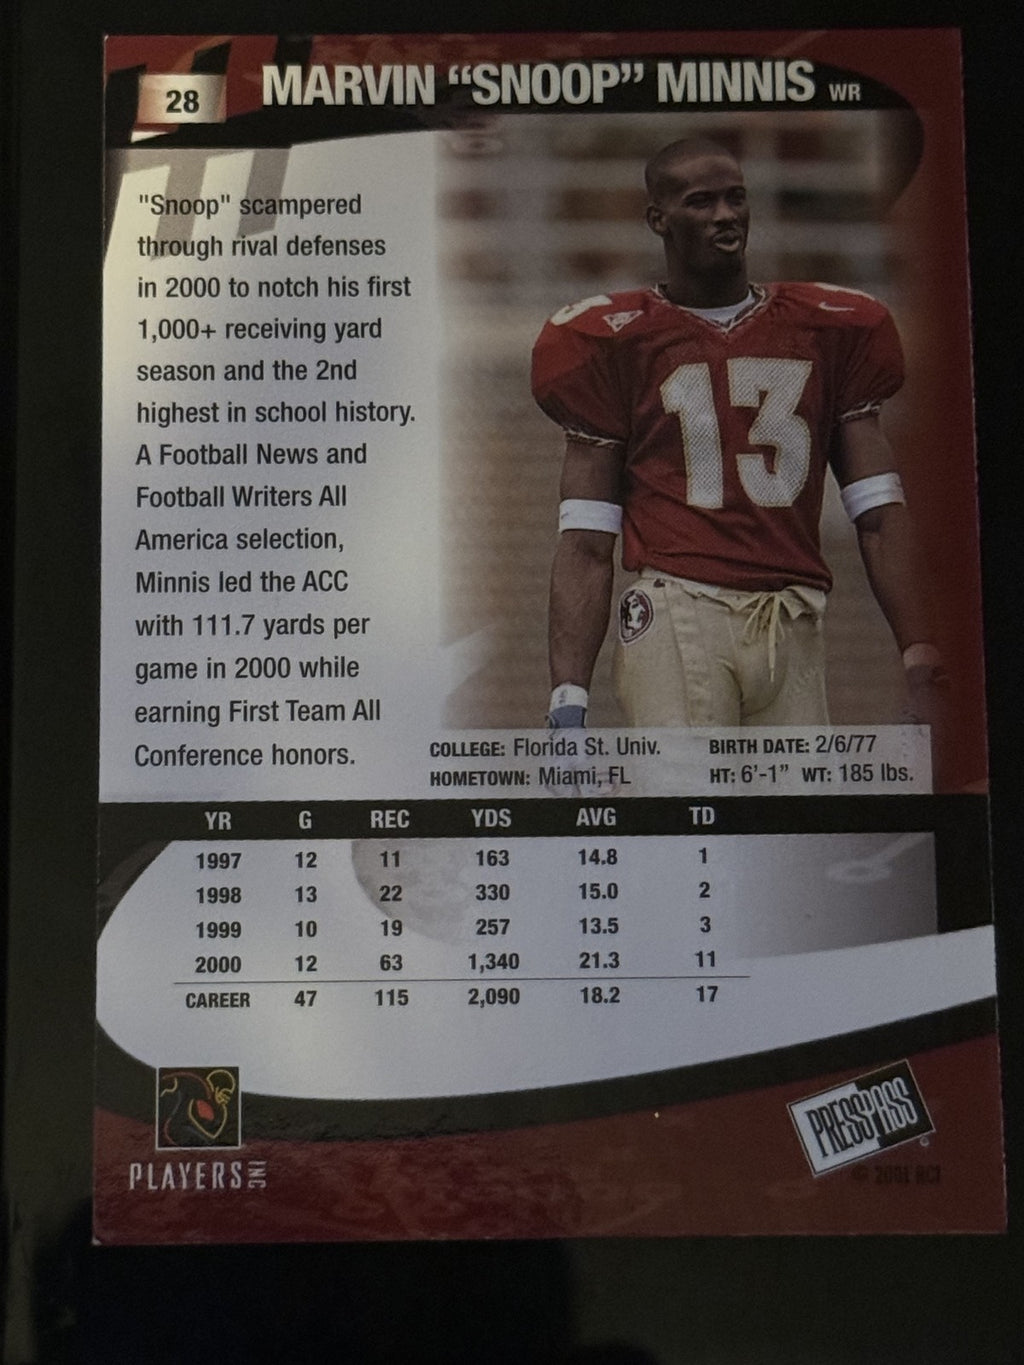 28
MARVIN “SNOOP” MINNIS WR
"Snoop" scampered
through rival defenses
in 2000 to notch his first
1,000+ receiving yard
season and the 2nd
highest in school history.
A Football News and
Football Writers All
America selection,
Minnis led the ACC
with 111.7 yards per
game in 2000 while
earning First Team All
Conference honors.
13
COLLEGE: Florida St. Univ. BIRTH DATE: 2/6/77
HOMETOWN: Miami, FL HT: 6’-1” WT: 185 lbs.
YR G REC YDS AVG TD
1997 12 11 163 14.8 1
1998 13 22 330 15.0 2
1999 10 19 257 13.5 3
2000 12 63 1,340 21.3 11
CAREER 47 115 2,090 18.2 17
PLAYERS INC
PRESS PASS
© 2001 RCI